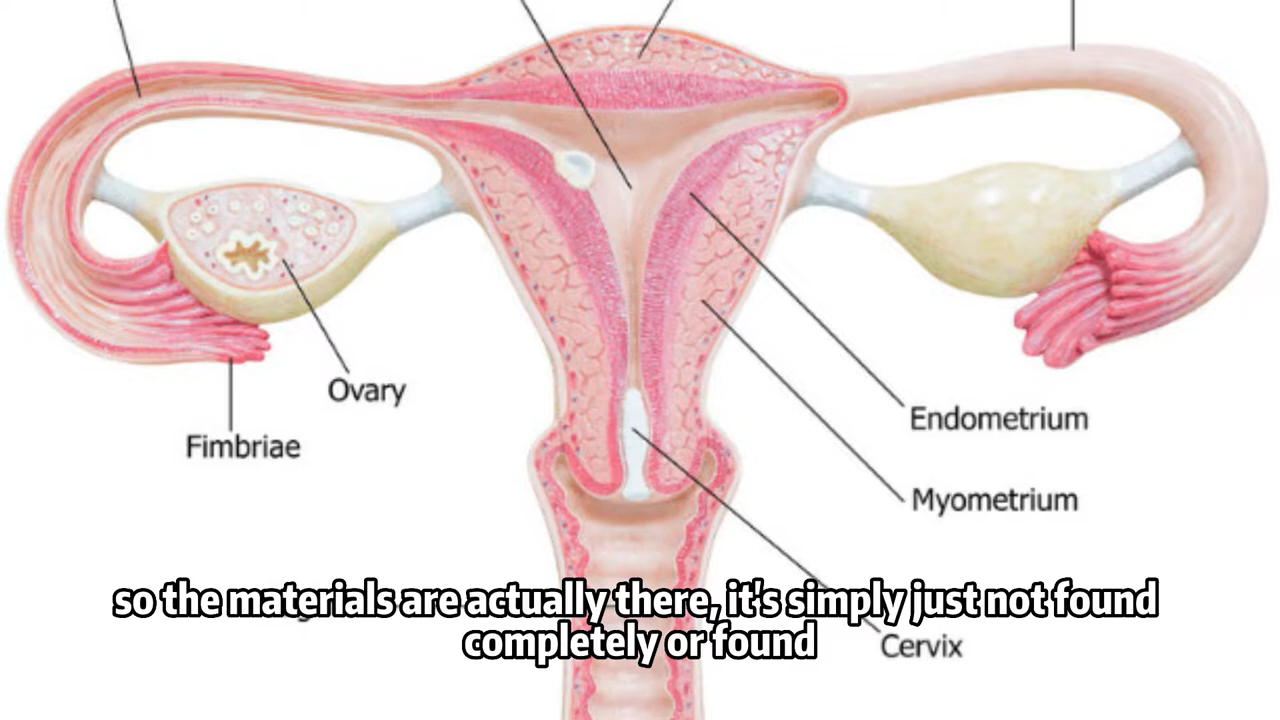 Ovary
Fimbriae
Endometrium
Myometrium
so the materials are actually there, it's simply just not found
completely or found
Cervix